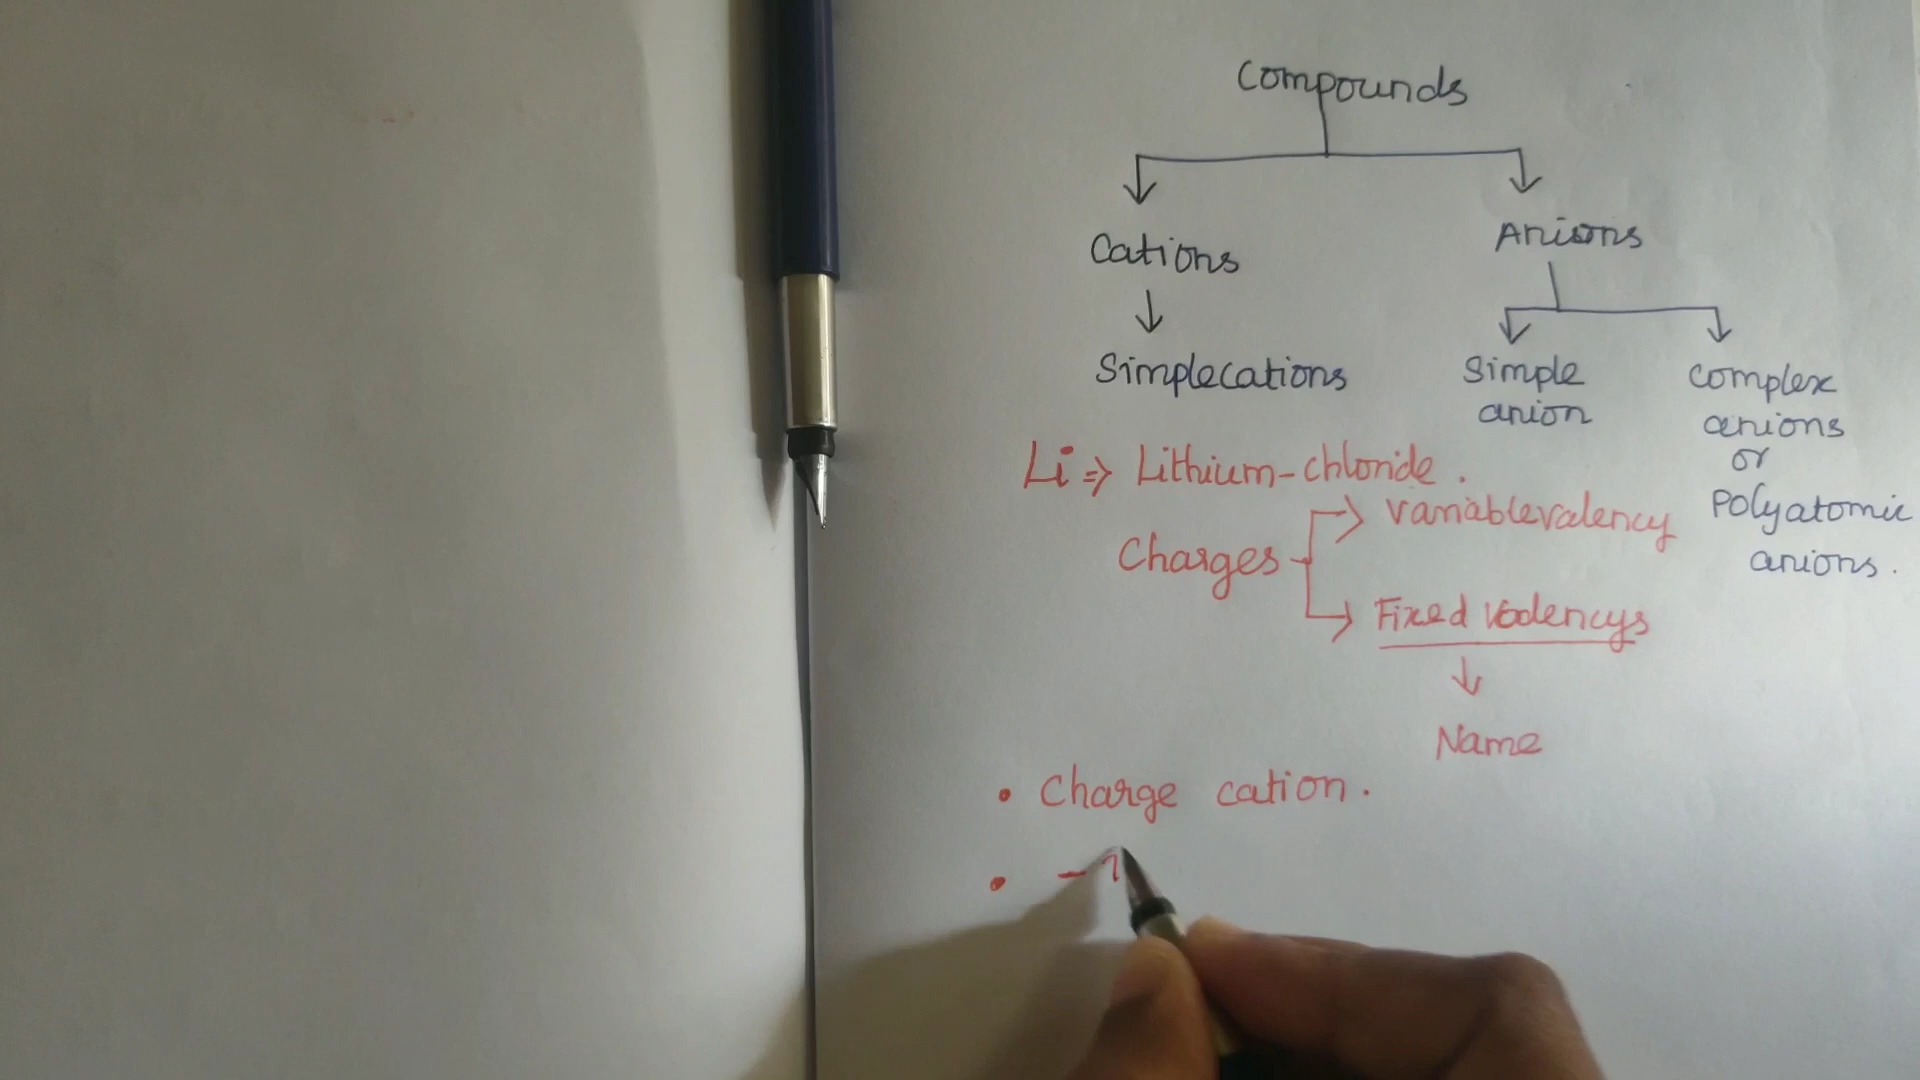 Compounds
Cations
Anions
Simplecations
Simple
anion
Complex
anions
or
Polyatomic
anions.
Li ⇒ Lithium-chloride.
Charges
variablevalency
Fixed Valencys
Name
• Charge cation.
• -